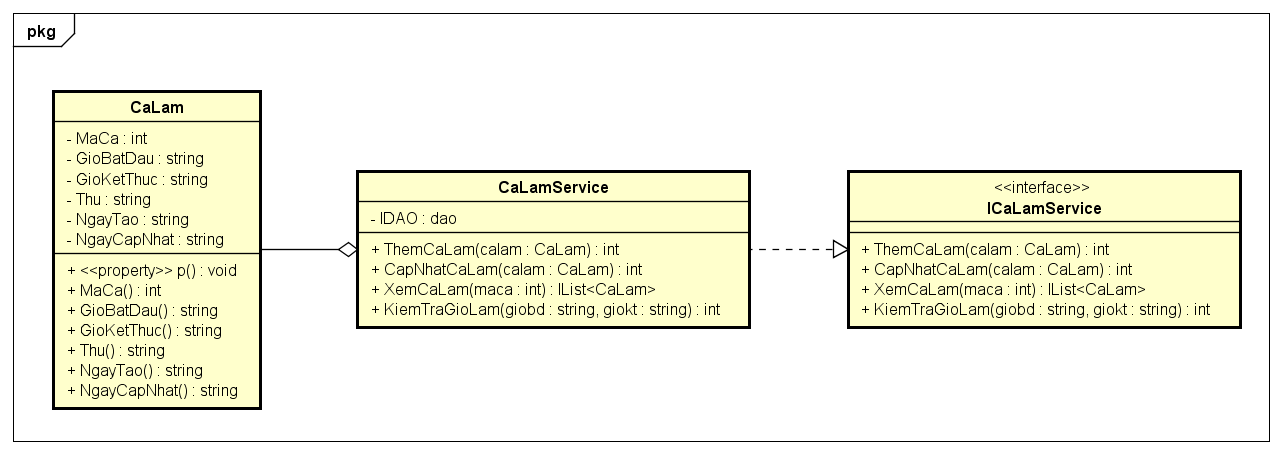 pkg
CaLam
- MaCa : int
- GioBatDau : string
- GioKetThuc : string
- Thu : string
- NgayTao : string
- NgayCapNhat : string
+ <<property>> p() : void
+ MaCa() : int
+ GioBatDau() : string
+ GioKetThuc() : string
+ Thu() : string
+ NgayTao() : string
+ NgayCapNhat() : string
CaLamService
- IDAO : dao
+ ThemCaLam(calam : CaLam) : int
+ CapNhatCaLam(calam : CaLam) : int
+ XemCaLam(maca : int) : IList<CaLam>
+ KiemTraGioLam(giobd : string, giokt : string) : int
<<interface>>
ICaLamService
+ ThemCaLam(calam : CaLam) : int
+ CapNhatCaLam(calam : CaLam) : int
+ XemCaLam(maca : int) : IList<CaLam>
+ KiemTraGioLam(giobd : string, giokt : string) : int